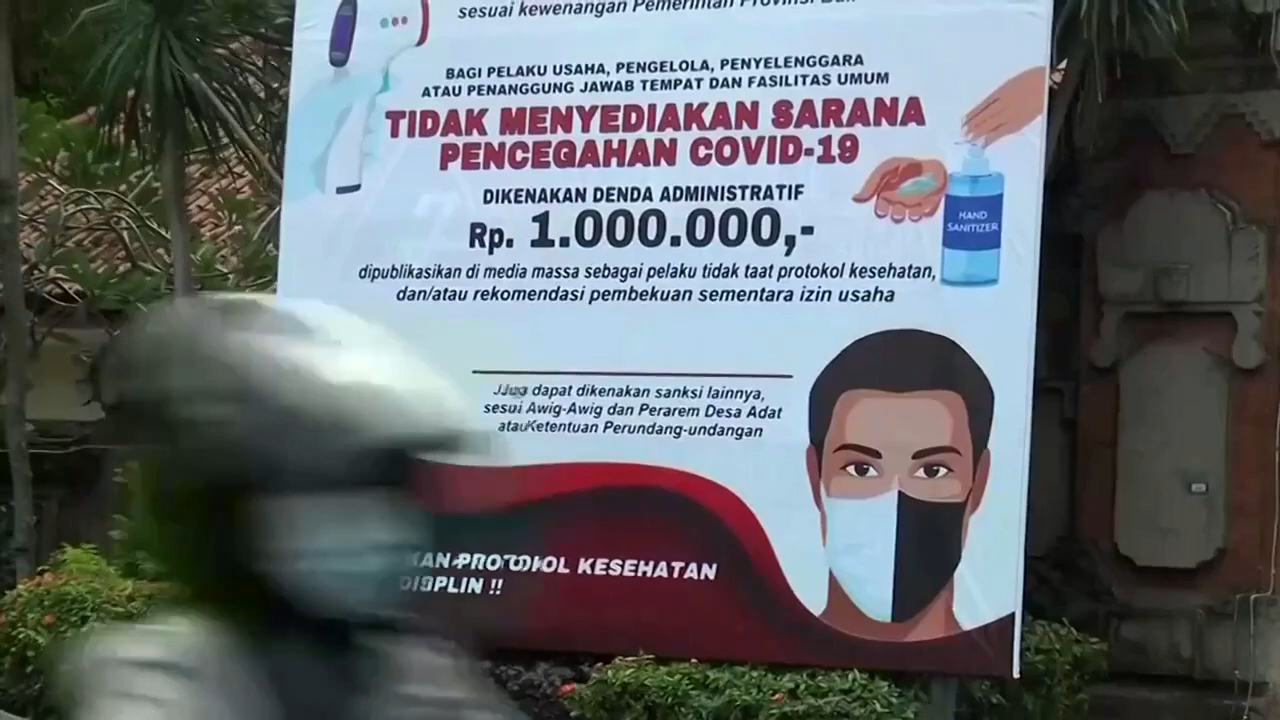 sesuai kewenangan Pemerintah Provinsi Bali
BAGI PELAKU USAHA, PENGELOLA, PENYELENGGARA
ATAU PENANGGUNG JAWAB TEMPAT DAN FASILITAS UMUM
TIDAK MENYEDIAKAN SARANA
PENCEGAHAN COVID-19
DIKENAKAN DENDA ADMINISTRATIF
Rp. 1.000.000,-
dipublikasikan di media massa sebagai pelaku tidak taat protokol kesehatan,
dan/atau rekomendasi pembekuan sementara izin usaha
HAND
SANITIZER
dapat dikenakan sanksi lainnya,
sesui Awig-Awig dan Perarem Desa Adat
atau Ketentuan Perundang-undangan
KESEHATAN
!!